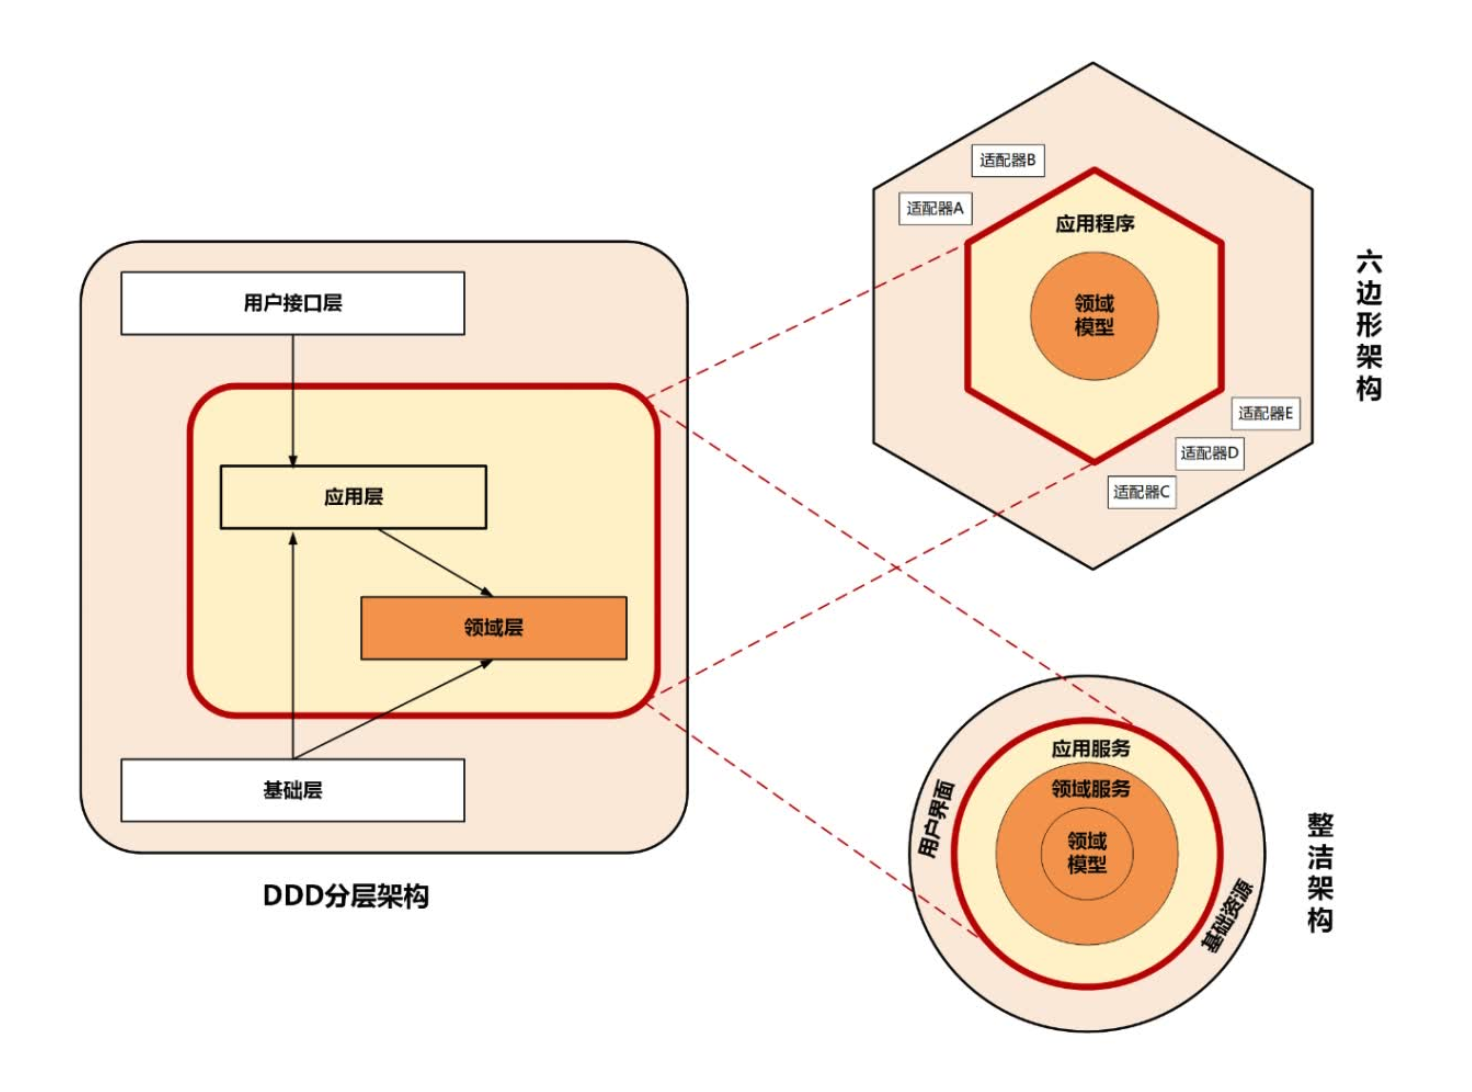 用户接口层
应用层
领域层
基础层
DDD分层架构
适配器B
适配器A
应用程序
领域
模型
适配器E
适配器D
适配器C
六边形架构
应用服务
领域服务
领域
模型
用户界面
基础资源
整洁架构